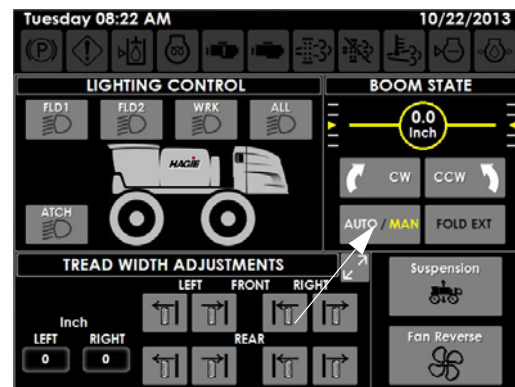 Tuesday 08:22 AM 10/22/2013
(P)
LIGHTING CONTROL
FLD1 FLD2 WRK ALL
HAGIE
ATCH
BOOM STATE
0.0
Inch
CW CCW
AUTO / MAN FOLD EXT
TREAD WIDTH ADJUSTMENTS
LEFT FRONT RIGHT
Inch
LEFT RIGHT
0 0
REAR
Suspension
Fan Reverse